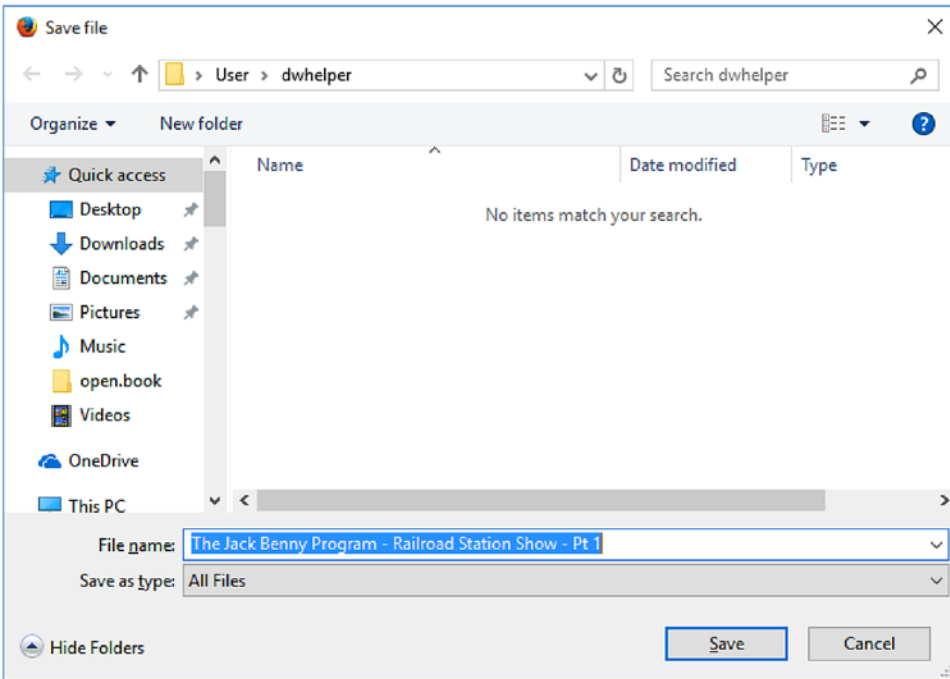 Save file
User > dwhelper
Search dwhelper
Organize
New folder
Name
Date modified
Type
No items match your search.
Quick access
Desktop
Downloads
Documents
Pictures
Music
open.book
Videos
OneDrive
This PC
File name: The Jack Benny Program - Railroad Station Show - Pt 1
Save as type: All Files
Hide Folders
Save
Cancel